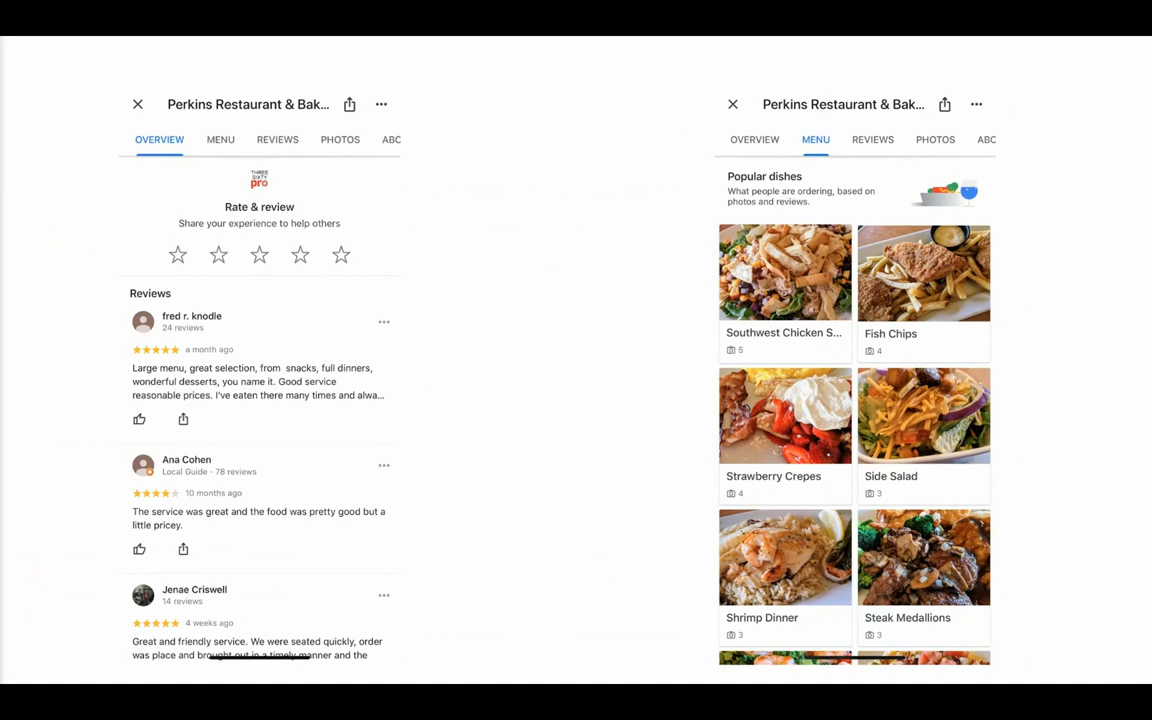 Perkins Restaurant & Bak...
OVERVIEW MENU REVIEWS PHOTOS ABC
THREE
SIXTY
pro
Rate & review
Share your experience to help others
Reviews
fred r. knodle
24 reviews
a month ago
Large menu, great selection, from snacks, full dinners,
wonderful desserts, you name it. Good service
reasonable prices. I've eaten there many times and alwa...
Ana Cohen
Local Guide · 78 reviews
10 months ago
The service was great and the food was pretty good but a
little pricey.
Jenae Criswell
14 reviews
4 weeks ago
Great and friendly service. We were seated quickly, order
was place and brought out in a timely manner and the
Perkins Restaurant & Bak...
OVERVIEW MENU REVIEWS PHOTOS ABC
Popular dishes
What people are ordering, based on
photos and reviews.
Southwest Chicken S...
5
Fish Chips
4
Strawberry Crepes
4
Side Salad
3
Shrimp Dinner
3
Steak Medallions
3